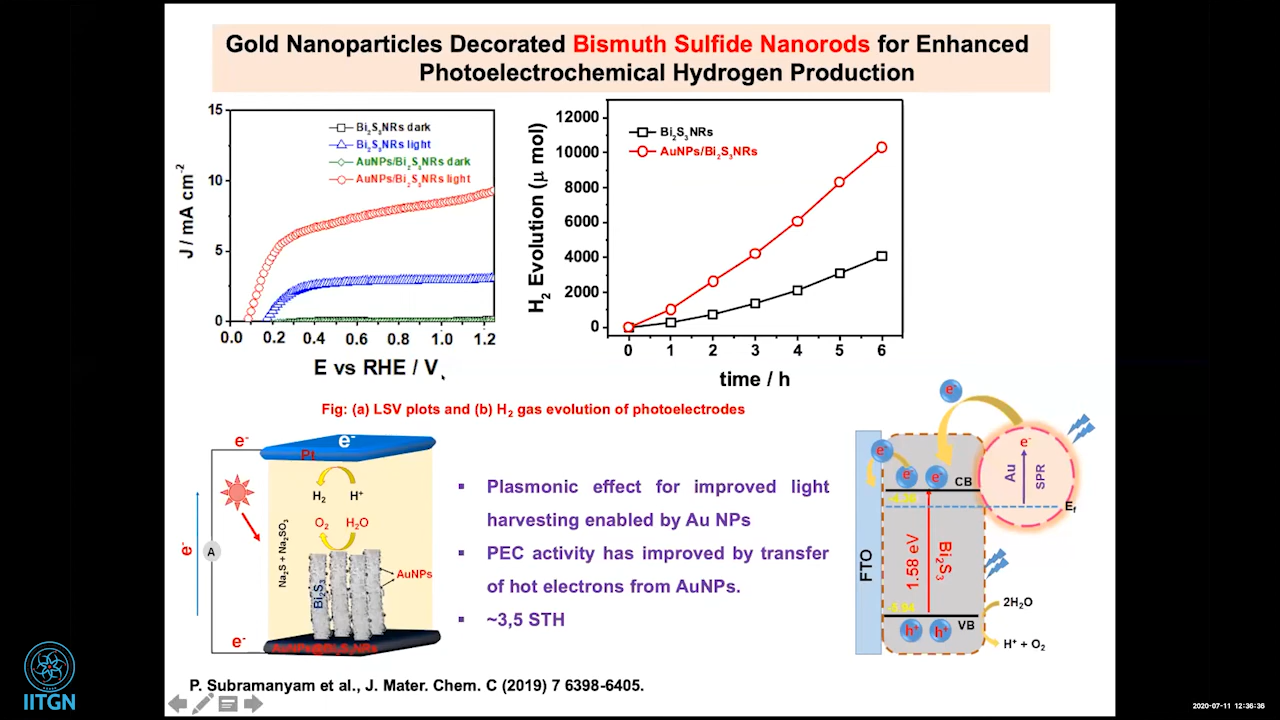 Gold Nanoparticles Decorated Bismuth Sulfide Nanorods for Enhanced
Photoelectrochemical Hydrogen Production
15
10
5
0
J / mA cm-2
Bi2S3NRs dark
Bi2S3NRs light
AuNPs/Bi2S3NRs dark
AuNPs/Bi2S3NRs light
0.0 0.2 0.4 0.6 0.8 1.0 1.2
E vs RHE / V
12000
10000
8000
6000
4000
2000
0
H2 Evolution (μ mol)
Bi2S3NRs
AuNPs/Bi2S3NRs
0 1 2 3 4 5 6
time / h
Fig: (a) LSV plots and (b) H2 gas evolution of photoelectrodes
e-
e-
Pt
H2 H+
O2 H2O
Na2S + Na2SO3
e-
A
Bi2S3
AuNPs
e-
AuNPs@Bi2S3NRs
▪ Plasmonic effect for improved light
harvesting enabled by Au NPs
▪ PEC activity has improved by transfer
of hot electrons from AuNPs.
▪ ~3,5 STH
e-
e-
e-
e-
e-
CB
Au
SPR
Ef
FTO
1.58 eV
Bi2S3
VB
h+
h+
2H2O
H+ + O2
P. Subramanyam et al., J. Mater. Chem. C (2019) 7 6398-6405.
IITGN
2020-07-11 12:36:36